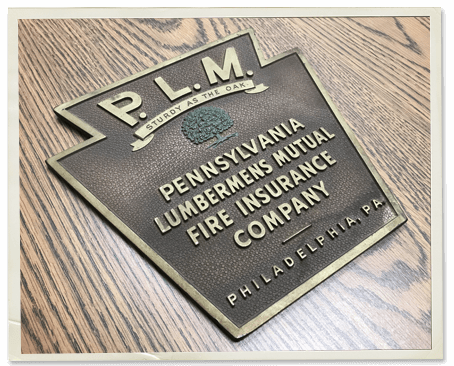 P.L.M.
STURDY AS THE OAK
PENNSYLVANIA
LUMBERMENS MUTUAL
FIRE INSURANCE
COMPANY
PHILADELPHIA, PA.